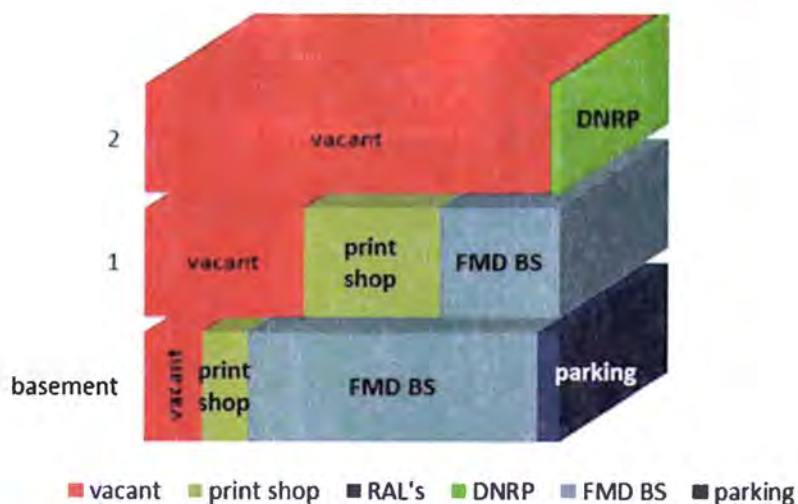 2
vacant
DNRP
1
vacant
print
shop
FMD BS
basement
vacant
print
shop
FMD BS
parking
vacant print shop RAL's DNRP FMD BS parking